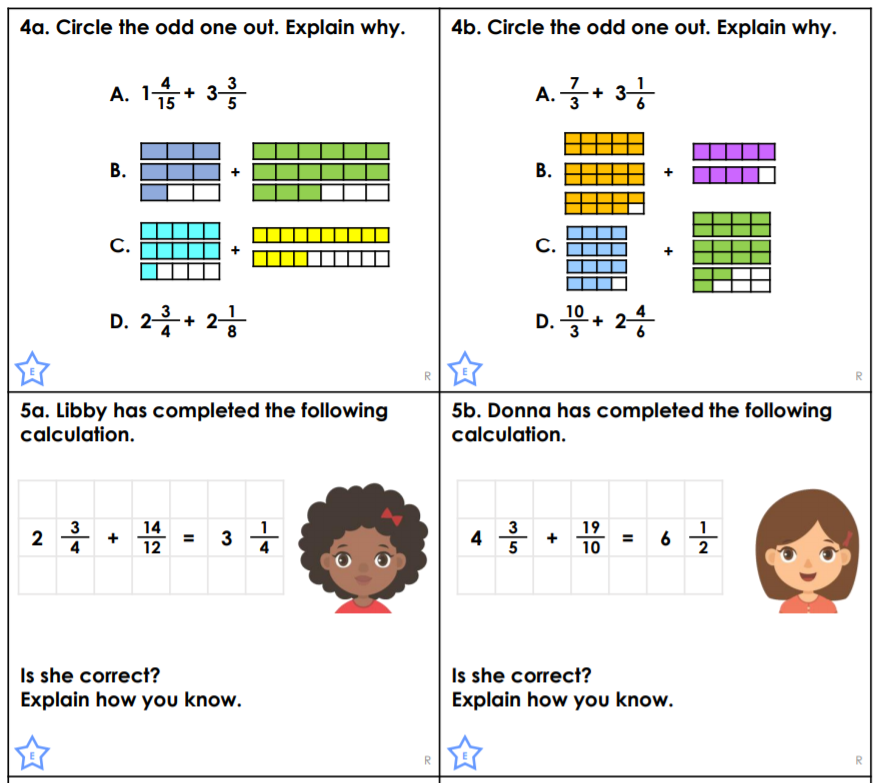 4a. Circle the odd one out. Explain why.
A. 1 4/15 + 3 3/5
B. +
C. +
D. 2 3/4 + 2 1/8
E
R
4b. Circle the odd one out. Explain why.
A. 7/3 + 3 1/6
B. +
C. +
D. 10/3 + 2 4/6
E
R
5a. Libby has completed the following
calculation.
2 3/4 + 14/12 = 3 1/4
Is she correct?
Explain how you know.
E
R
5b. Donna has completed the following
calculation.
4 3/5 + 19/10 = 6 1/2
Is she correct?
Explain how you know.
E
R